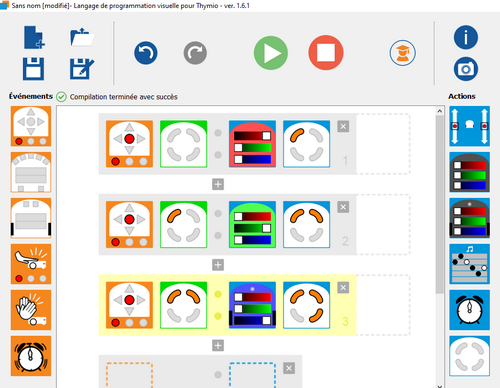 Sans nom [modifié]- Langage de programmation visuelle pour Thymio - ver. 1.6.1
Événements
Compilation terminée avec succès
Actions
1
2
3